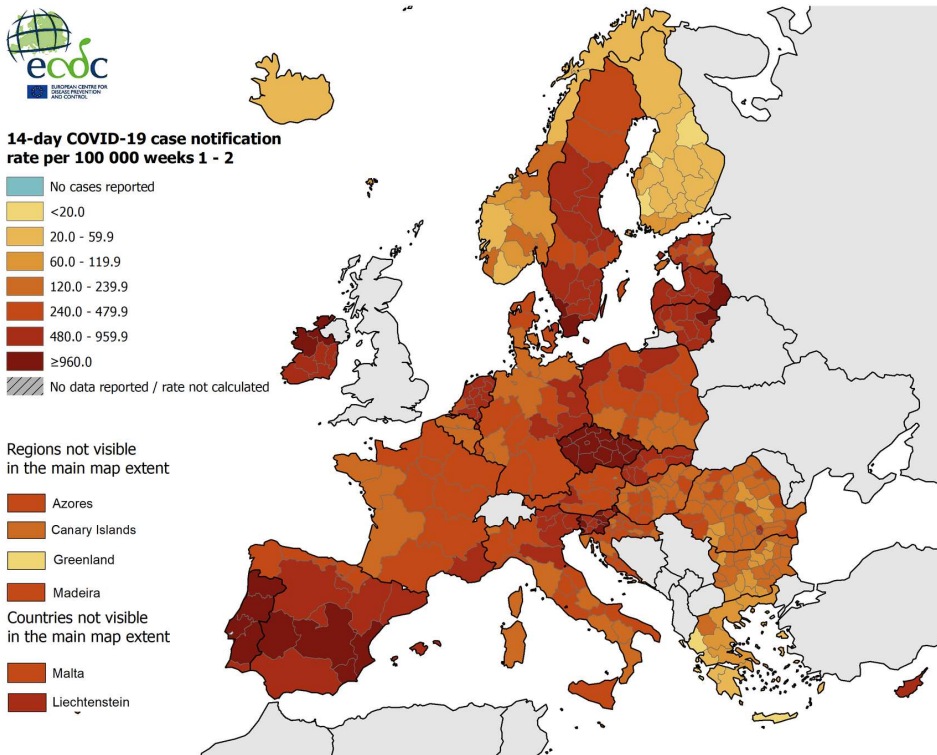 ecdc
EUROPEAN CENTRE FOR
DISEASE PREVENTION
AND CONTROL
14-day COVID-19 case notification
rate per 100 000 weeks 1 - 2
No cases reported
<20.0
20.0 - 59.9
60.0 - 119.9
120.0 - 239.9
240.0 - 479.9
480.0 - 959.9
≥960.0
No data reported / rate not calculated
Regions not visible
in the main map extent
Azores
Canary Islands
Greenland
Madeira
Countries not visible
in the main map extent
Malta
Liechtenstein